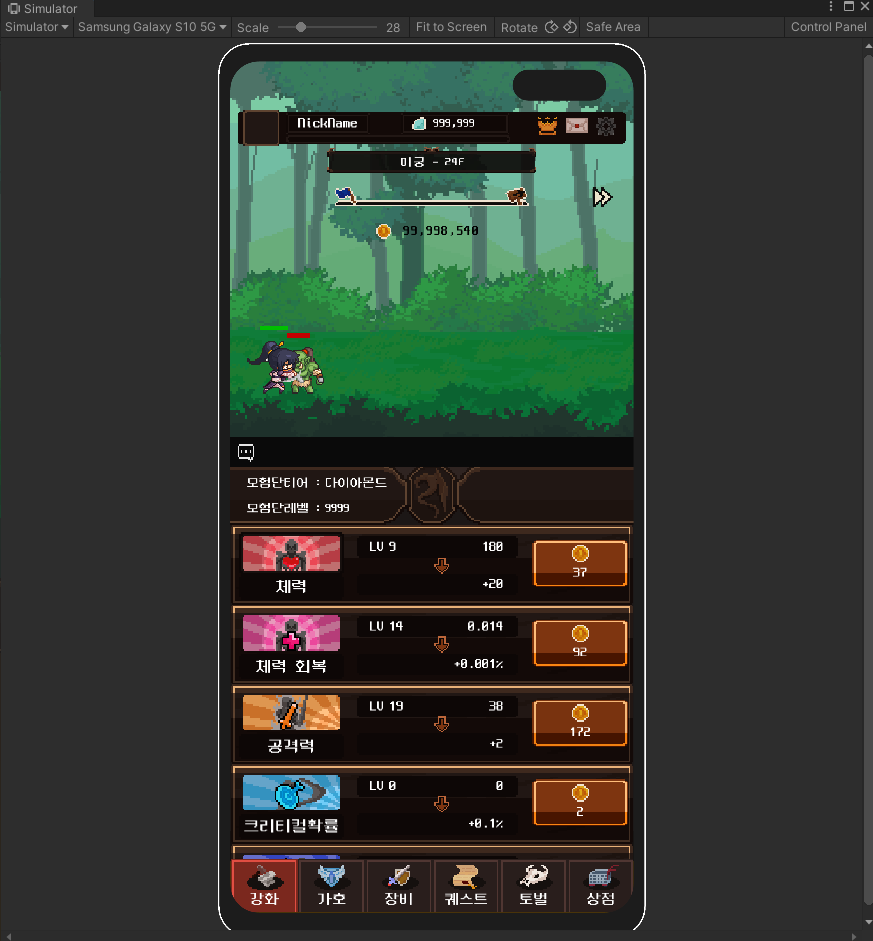 Simulator
Simulator Samsung Galaxy S10 5G Scale 28 Fit to Screen Rotate Safe Area Control Panel
NickName 999,999
미궁 - 24F
99,998,540
모험단티어 : 다이아몬드
모험단레벨 : 9999
LV 9 180
37
체력
+20
LV 14 0.014
92
체력 회복
+0.001%
LV 19 38
172
공격력
+2
LV 0 0
2
크리티컬확률
+0.1%
강화 가호 장비 퀘스트 토벌 상점